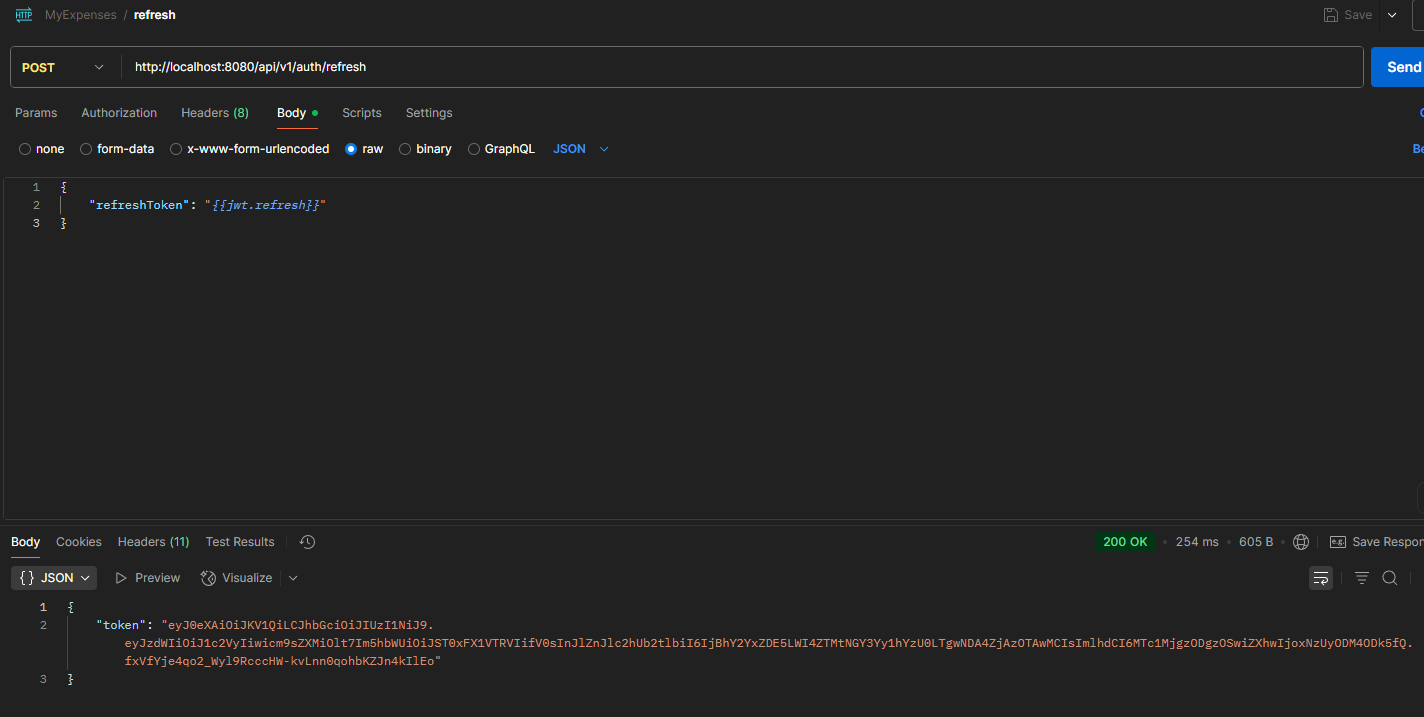 HTTP MyExpenses / refresh Save
POST http://localhost:8080/api/v1/auth/refresh Send
Params Authorization Headers (8) Body Scripts Settings
none form-data x-www-form-urlencoded raw binary GraphQL JSON
1 {
2 "refreshToken": "{{jwt.refresh}}"
3 }
Body Cookies Headers (11) Test Results 200 OK • 254 ms • 605 B • e.g. Save Respon
{} JSON Preview Visualize
1 {
2 "token": "eyJ0eXAiOiJKV1QiLCJhbGciOiJIUzI1NiJ9.
eyJzdWIiOiJ1c2VyIiwicm9sZXMiOlt7Im5hbWUiOiJST0xFX1VTRVIifV0sInJlZnJlc2hUb2tlbiI6IjBhY2YxZDE5LWI4ZTMtNGY3Yy1hYzU0LTgwNDA4ZjAzOTAwMCIsImlhdCI6MTc1MjgzODgzOSwiZXhwIjoxNzUyODM4ODk5fQ.
fxVfYje4qo2_Wyl9RcccHW-kvLnn0qohbKZJn4kIlEo"
3 }